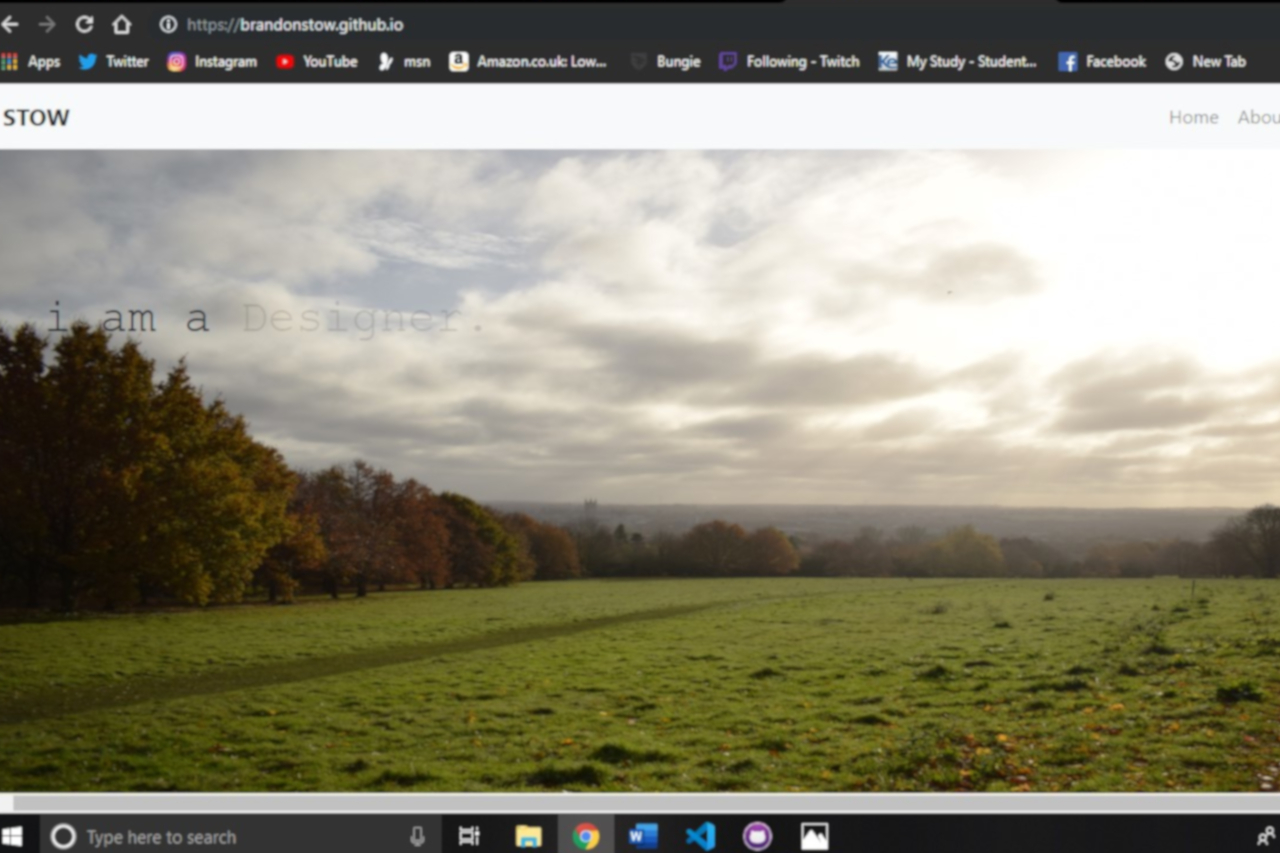 https://brandonstow.github.io
Apps Twitter Instagram YouTube msn Amazon.co.uk: Low... Bungie Following - Twitch My Study - Student... Facebook New Tab
STOW Home Abou
i am a Designer.
Type here to search